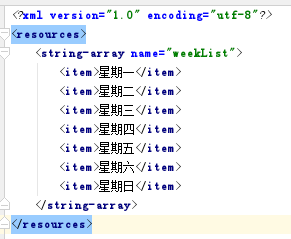 <?xml version="1.0" encoding="utf-8"?>
<resources>
<string-array name="weekList">
<item>星期一</item>
<item>星期二</item>
<item>星期三</item>
<item>星期四</item>
<item>星期五</item>
<item>星期六</item>
<item>星期日</item>
</string-array>
</resources>